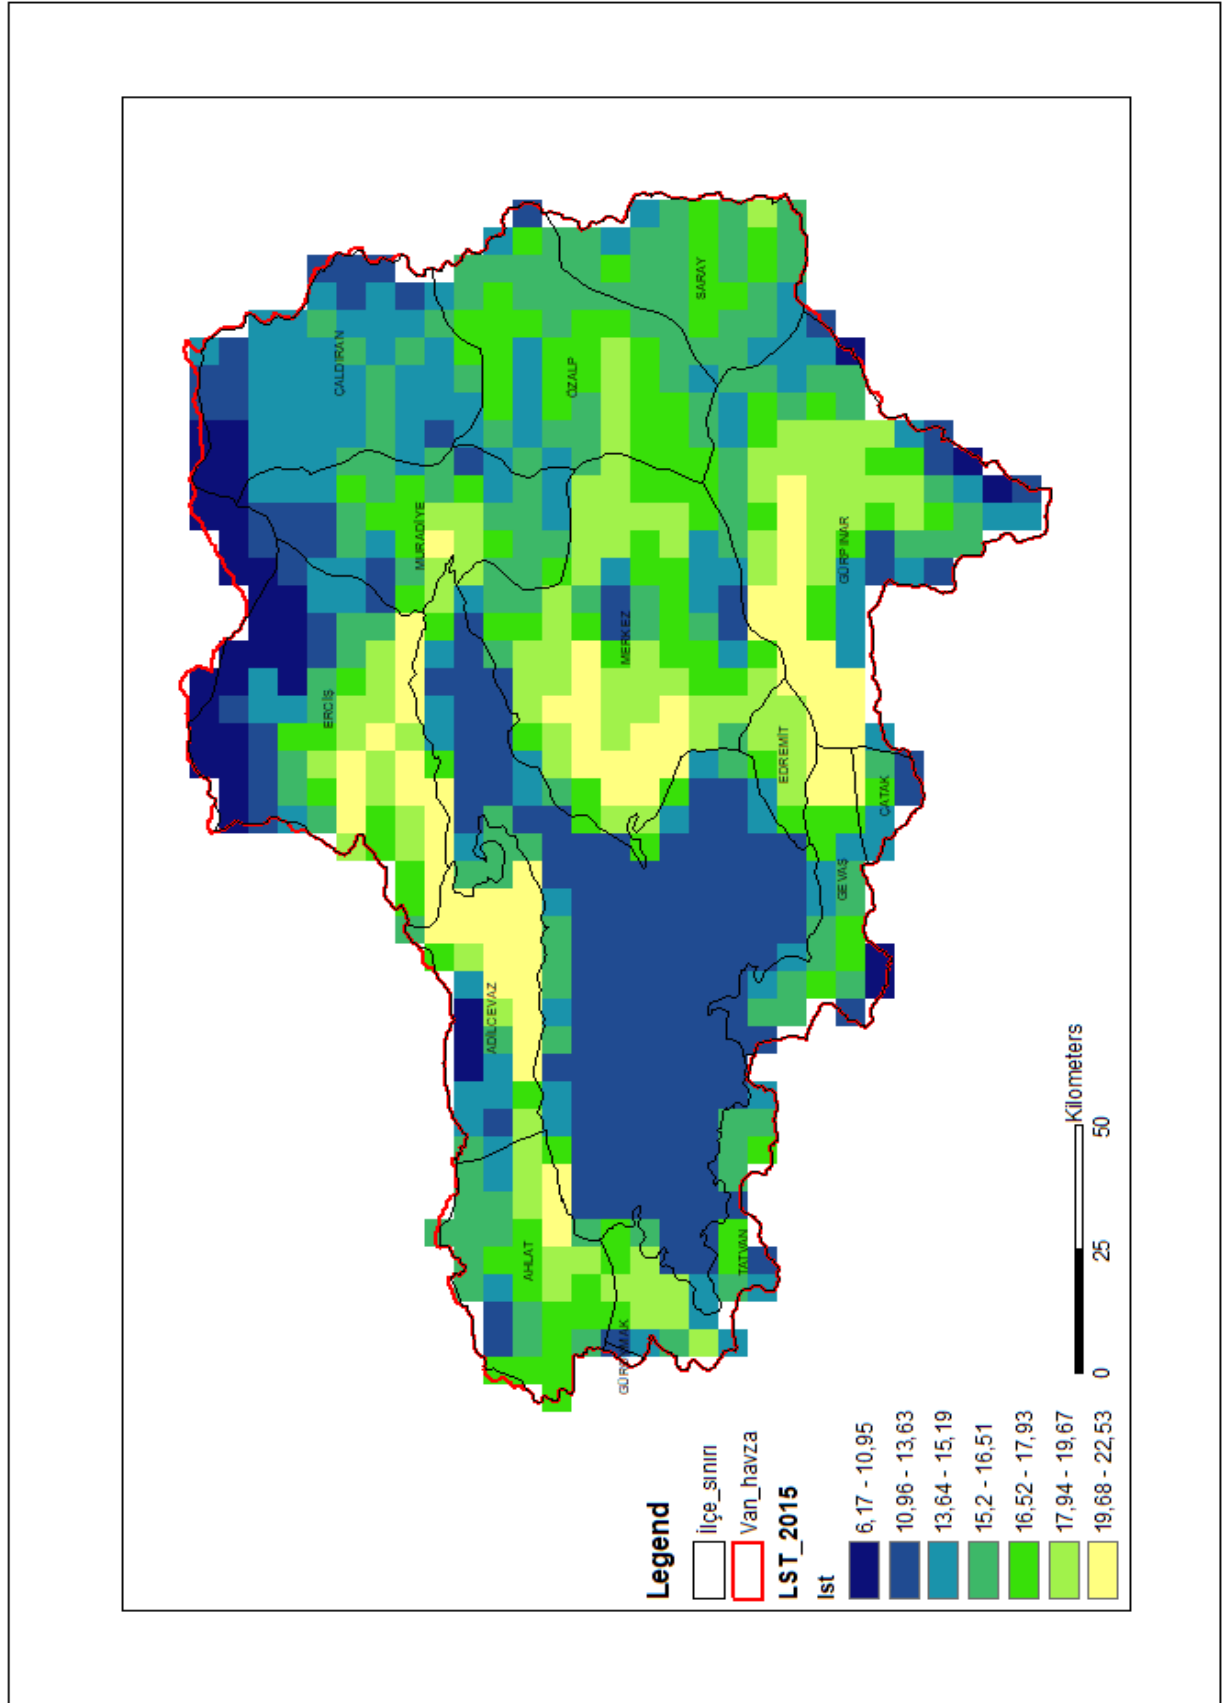 ÇALDIRAN
ERCİŞ
MURADİYE
ADİLCEVAZ
AHLAT
ÖZALP
SARAY
MERKEZ
EDREMİT
GÜRPINAR
ÇATAK
GEVAŞ
TATVAN
Legend
İlçe_sınırı
Van_havza
LST_2015
lst
6,17 - 10,95
10,96 - 13,63
13,64 - 15,19
15,2 - 16,51
16,52 - 17,93
17,94 - 19,67
19,68 - 22,53
0 25 50
Kilometers